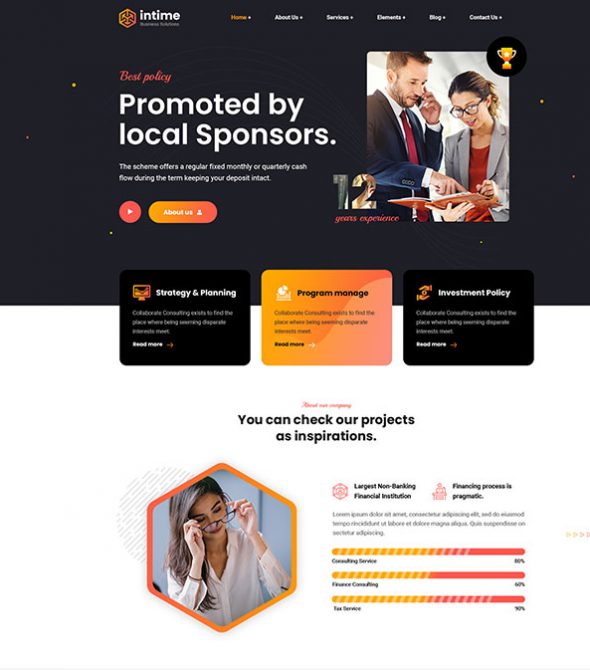 intime
Business Solutions
Home +
About Us +
Services +
Elements +
Blog +
Contact Us +
Best policy
Promoted by
local Sponsors.
The scheme offers a regular fixed monthly or quarterly cash
flow during the term keeping your deposit intact.
About us
12
years experience
Strategy & Planning
Collaborate Consulting exists to find the
place where being seeming disparate
interests meet.
Read more
Program manage
Collaborate Consulting exists to find the
place where being seeming disparate
interests meet.
Read more
Investment Policy
Collaborate Consulting exists to find the
place where being seeming disparate
interests meet.
Read more
About our company
You can check our projects
as inspirations.
Largest Non-Banking
Financial Institution
Financing process is
pragmatic.
Lorem ipsum dolor sit amet, consectetur adipiscing elit, sed do eiusmod
tempor incididunt ut labore et dolore magna aliqua. Quis suspendisse on
sectetur adipiscing.
Consulting Service 86%
Finance Consulting 60%
Tax Service 90%